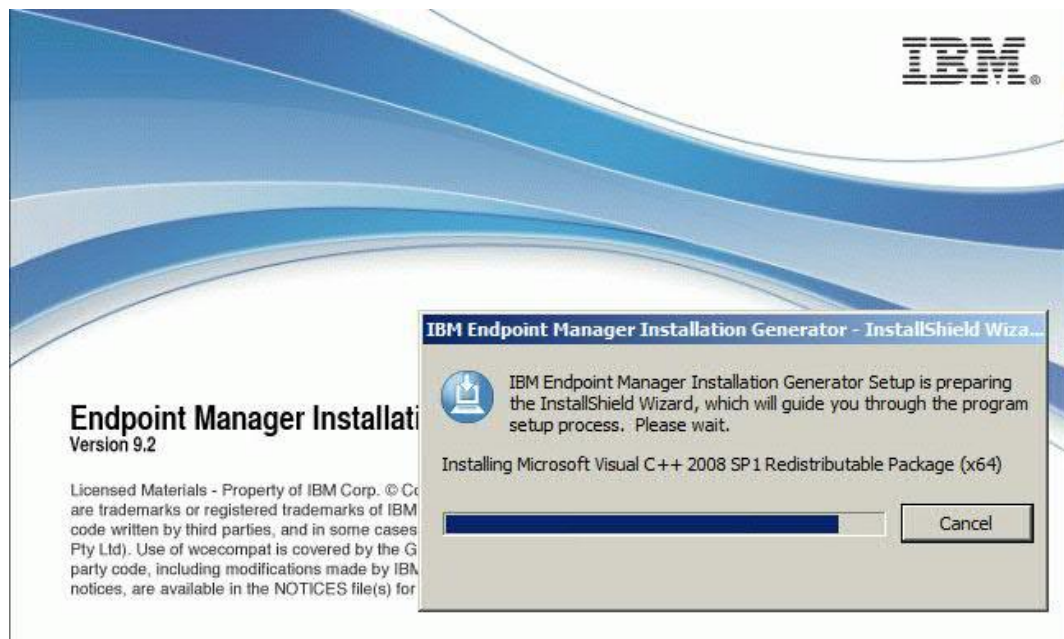 IBM®
IBM Endpoint Manager Installation Generator - InstallShield Wiza...
IBM Endpoint Manager Installation Generator Setup is preparing
the InstallShield Wizard, which will guide you through the program
setup process. Please wait.
Installing Microsoft Visual C++ 2008 SP1 Redistributable Package (x64)
Cancel
Endpoint Manager Installati
Version 9.2
Licensed Materials - Property of IBM Corp. © Co
are trademarks or registered trademarks of IBM
code written by third parties, and in some cases
Pty Ltd). Use of wcecompat is covered by the G
party code, including modifications made by IBM
notices, are available in the NOTICES file(s) for